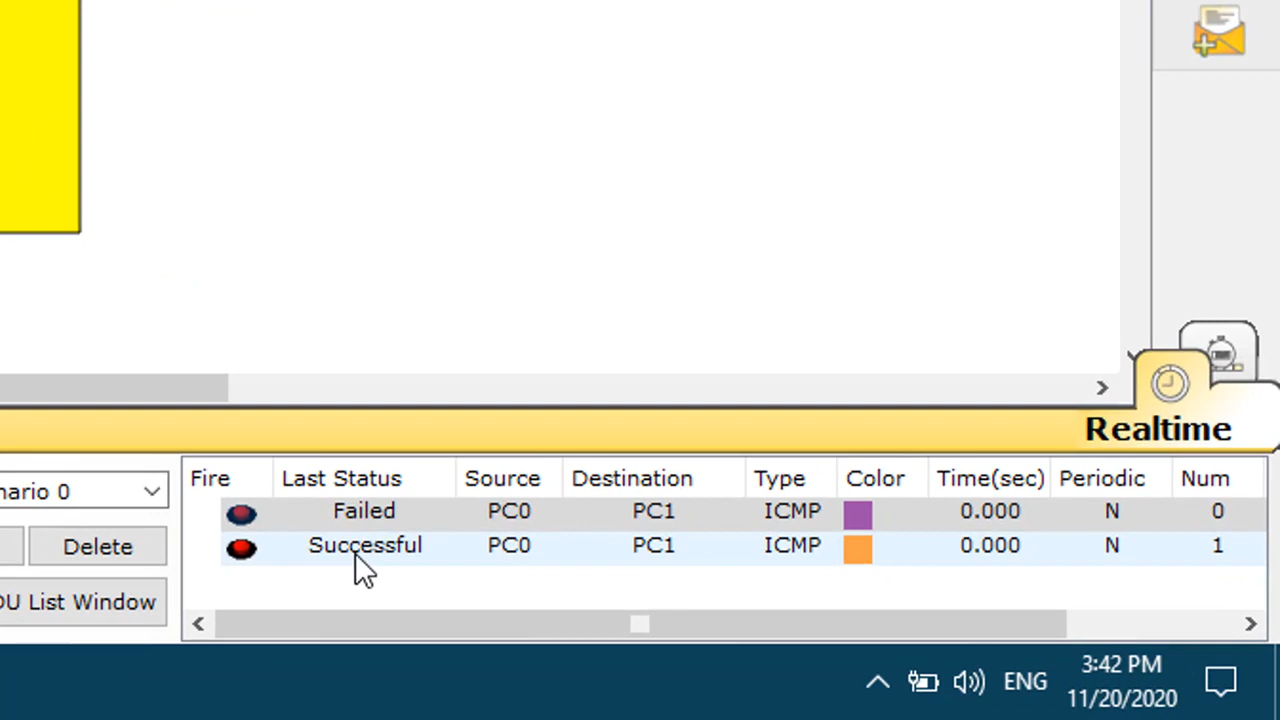 Realtime
nario 0
Delete
DU List Window
Fire Last Status Source Destination Type Color Time(sec) Periodic Num
Failed PC0 PC1 ICMP 0.000 N 0
Successful PC0 PC1 ICMP 0.000 N 1
ENG
3:42 PM
11/20/2020